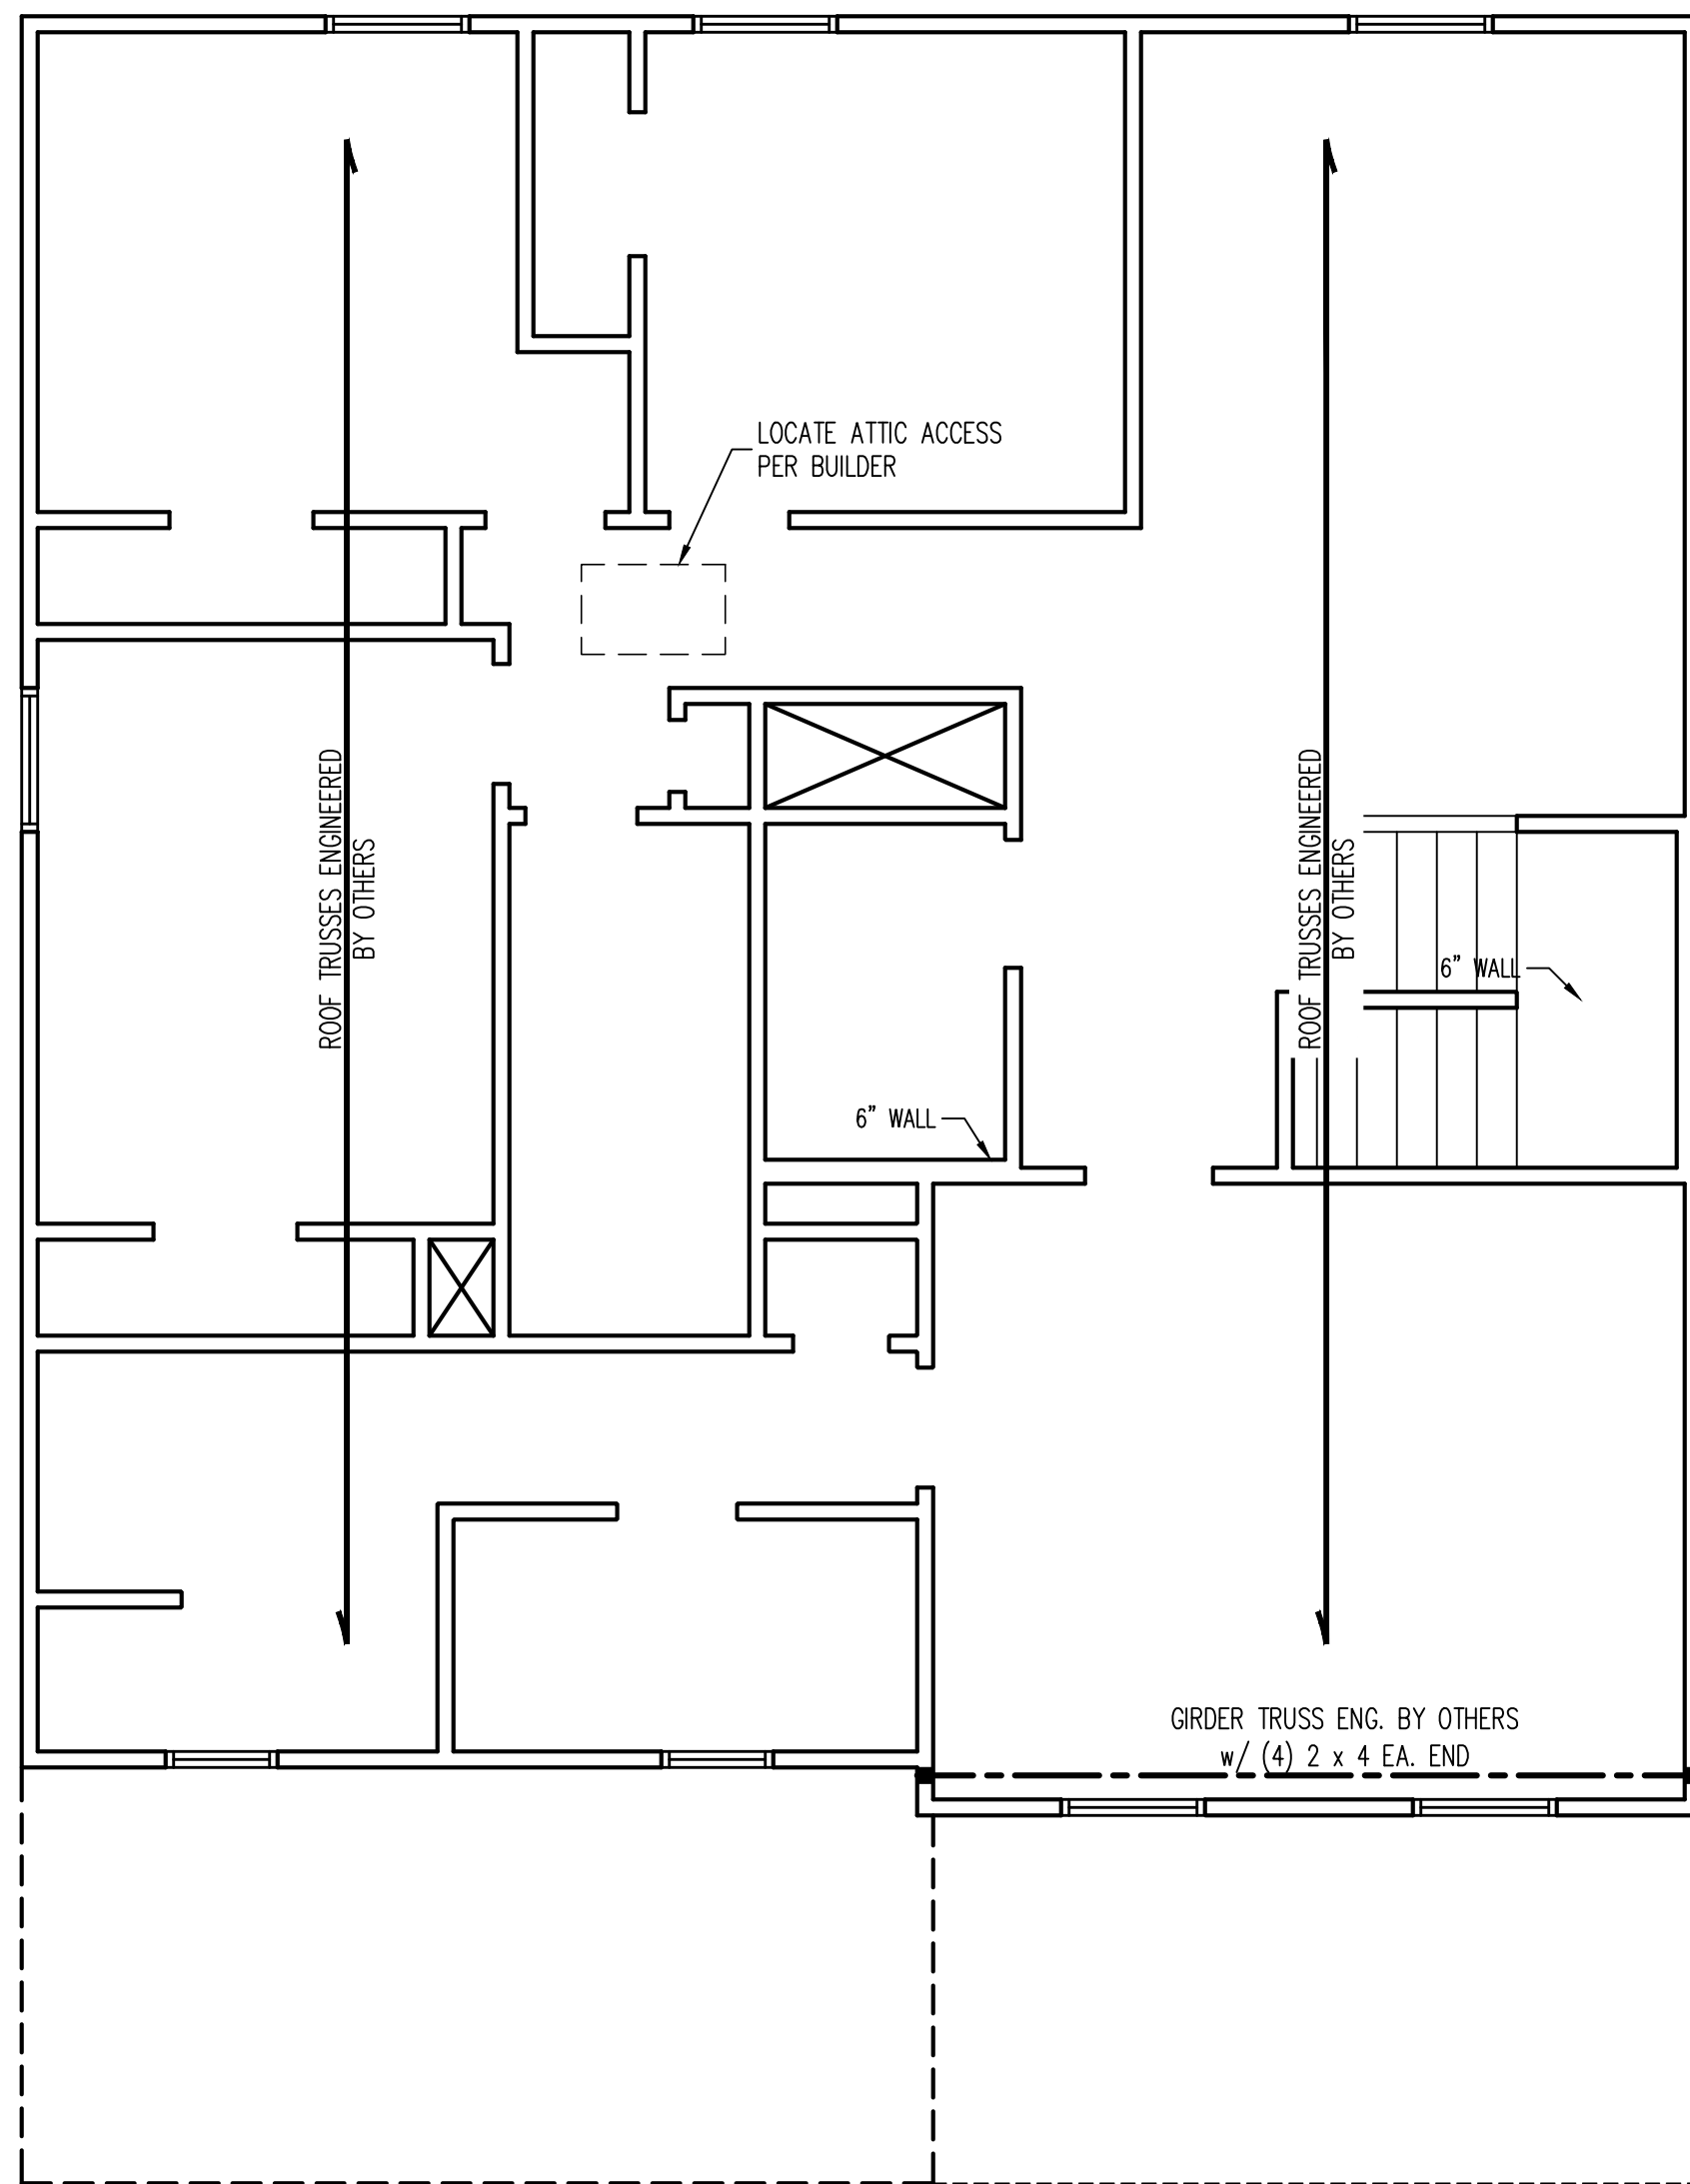 LOCATE ATTIC ACCESS
PER BUILDER
ROOF TRUSSES ENGINEERED
BY OTHERS
ROOF TRUSSES ENGINEERED
BY OTHERS
6" WALL
6" WALL
GIRDER TRUSS ENG. BY OTHERS
w/ (4) 2 x 4 EA. END